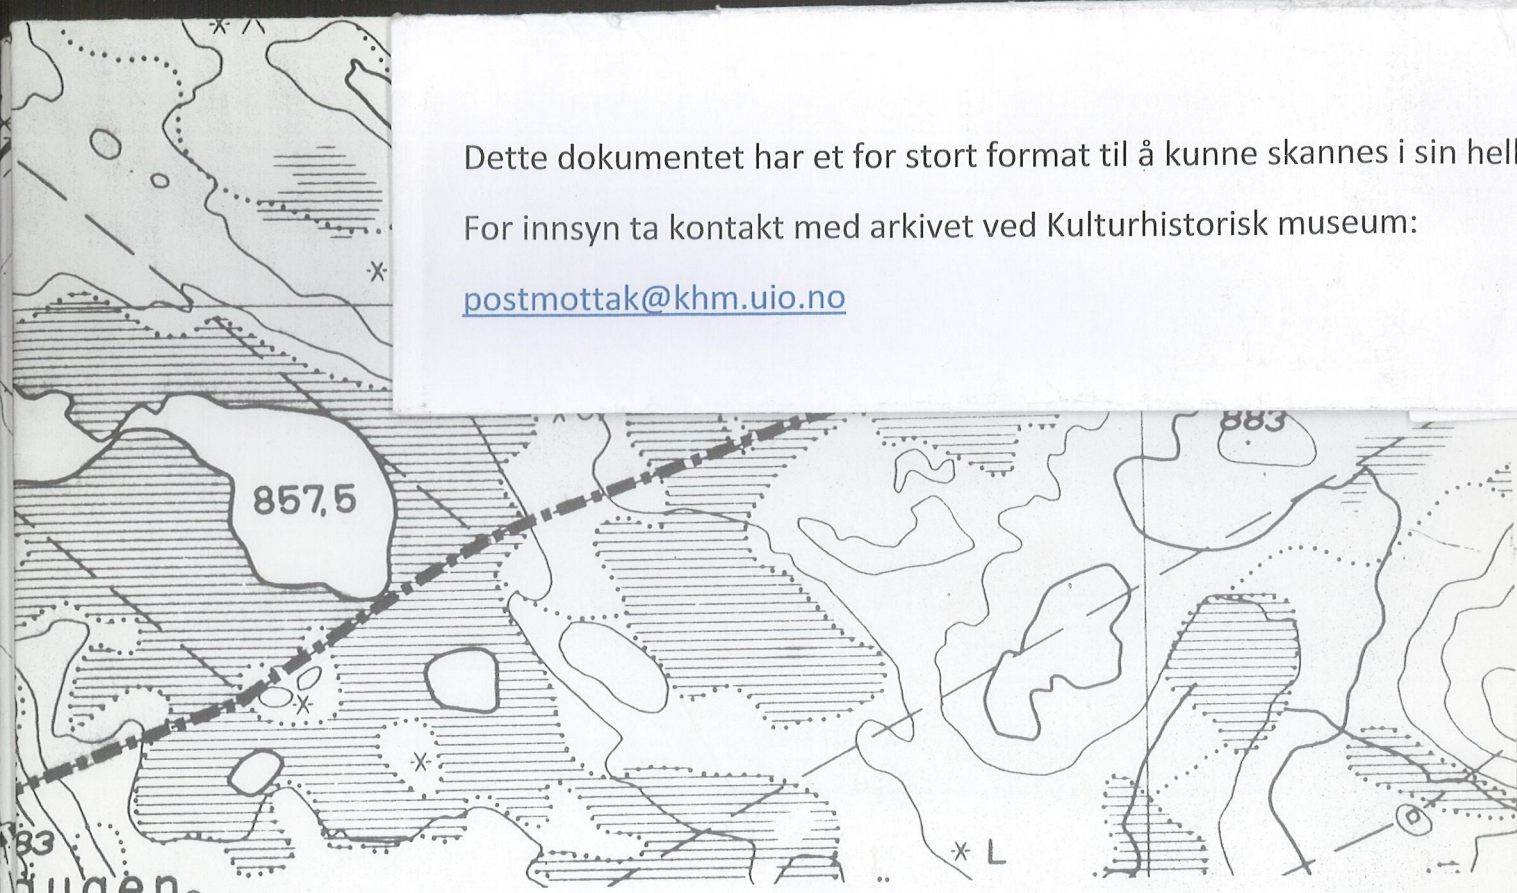 Dette dokumentet har et for stort format til å kunne skannes i sin hell
For innsyn ta kontakt med arkivet ved Kulturhistorisk museum:
postmottak@khm.uio.no
883
857,5
83
L